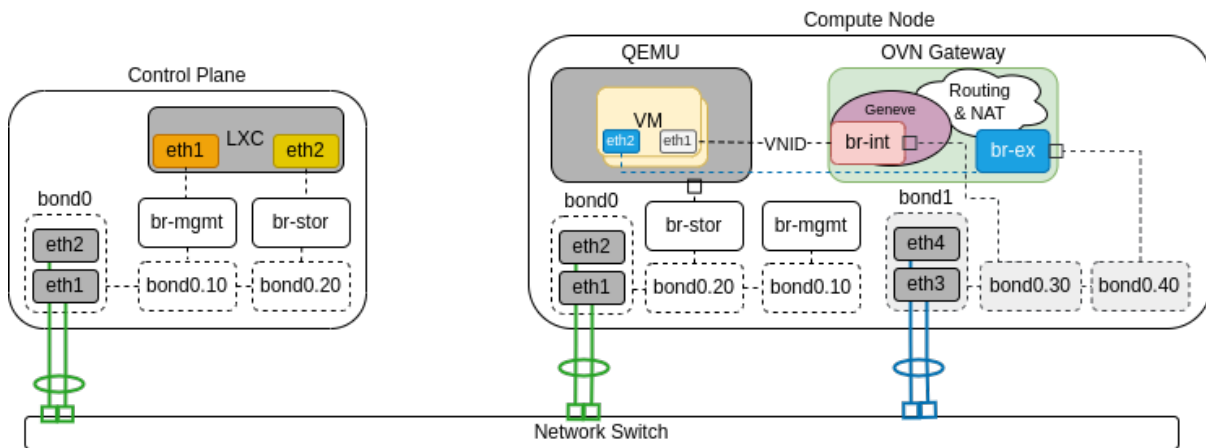 Compute Node
Control Plane
QEMU
OVN Gateway
LXC
eth1
eth2
VM
eth2
eth1
VNID
Geneve
Routing
& NAT
br-int
br-ex
bond0
eth2
eth1
br-mgmt
br-stor
bond0.10
bond0.20
bond0
eth2
eth1
br-stor
br-mgmt
bond0.20
bond0.10
bond1
eth4
eth3
bond0.30
bond0.40
Network Switch